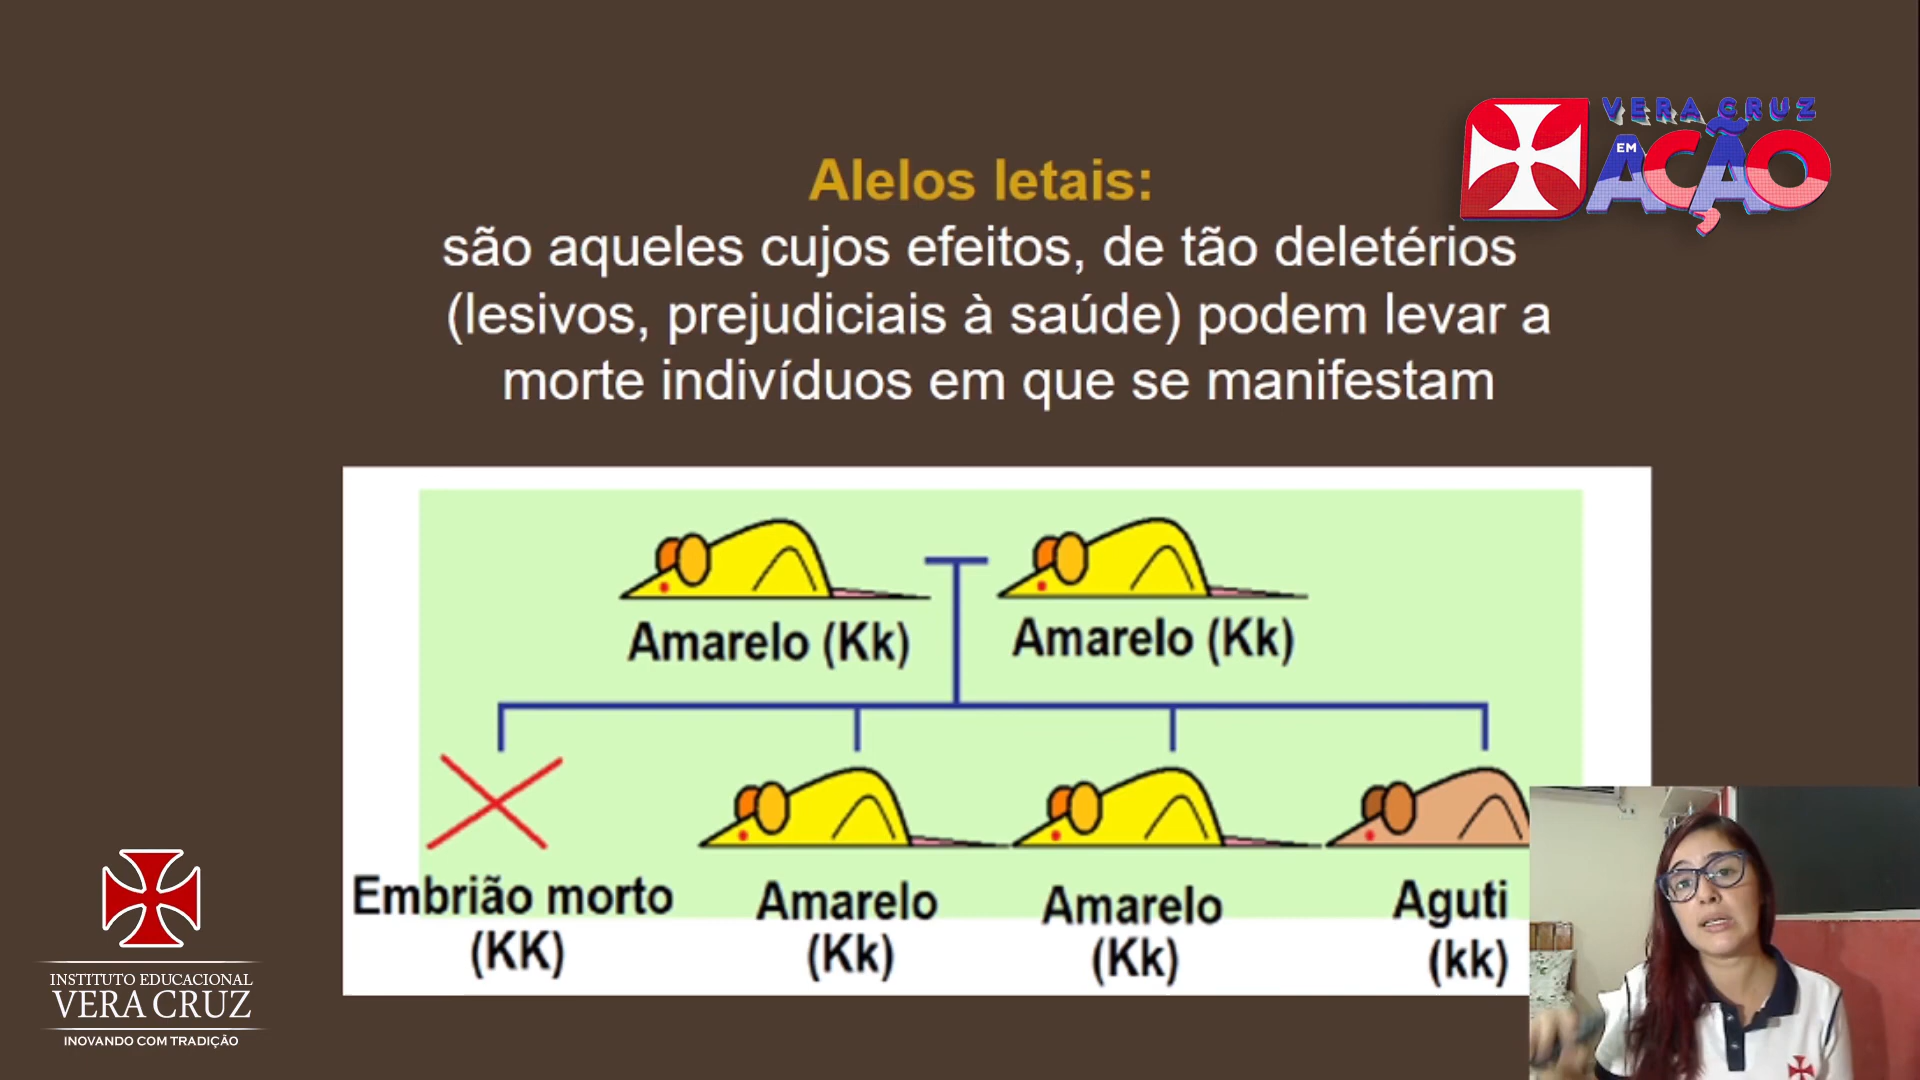 VERA CRUZ
EM
AÇÃO
Alelos letais:
são aqueles cujos efeitos, de tão deletérios
(lesivos, prejudiciais à saúde) podem levar a
morte indivíduos em que se manifestam
Amarelo (Kk)
Amarelo (Kk)
Embrião morto
(KK)
Amarelo
(Kk)
Amarelo
(Kk)
Aguti
(kk)
INSTITUTO EDUCACIONAL
VERA CRUZ
INOVANDO COM TRADIÇÃO